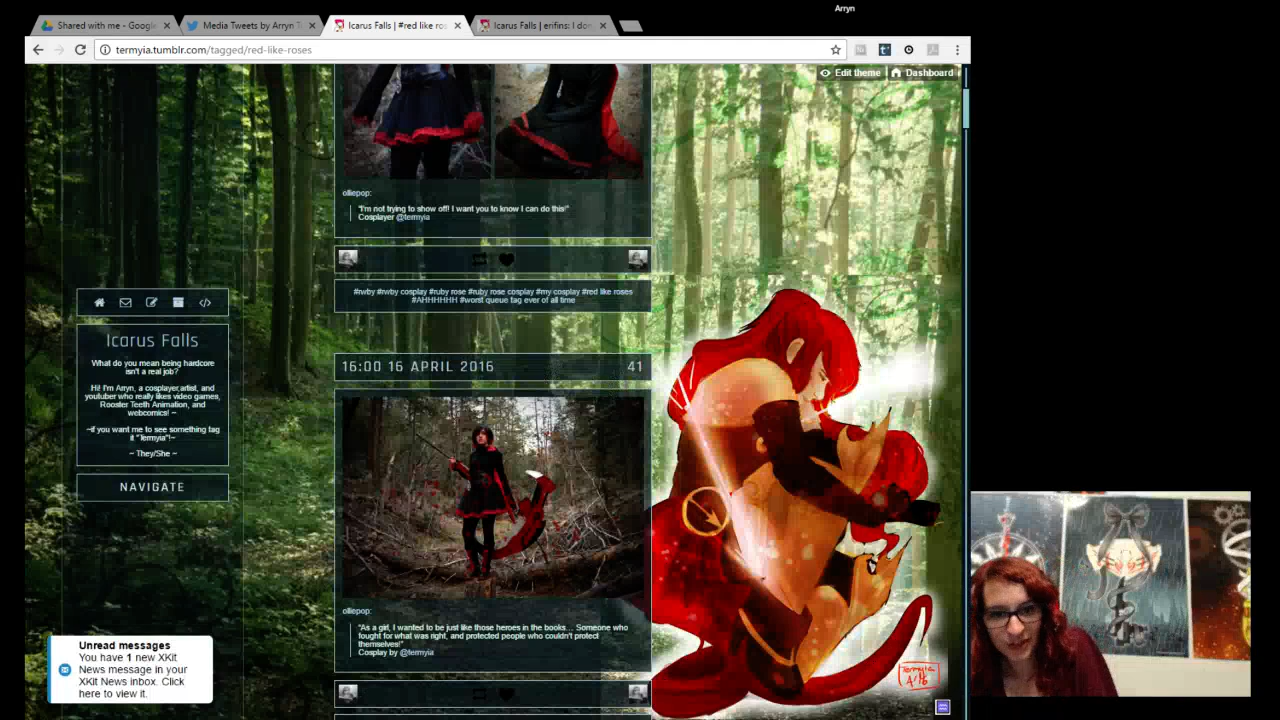 Arryn
Shared with me - Google
Media Tweets by Arryn T
Icarus Falls | #red like ros
Icarus Falls | erifins: I don
termyia.tumblr.com/tagged/red-like-roses
Edit theme
Dashboard
olliepop:
"I'm not trying to show off! I want you to know I can do this!"
Cosplayer @termyia
#rwby #rwby cosplay #ruby rose #ruby rose cosplay #my cosplay #red like roses
#AHHHHHH #worst queue tag ever of all time
Icarus Falls
What do you mean being hardcore
isn't a real job?
Hi! I'm Arryn, a cosplayer,artist, and
youtuber who really likes video games,
Rooster Teeth Animation, and
webcomics! ~
~if you want me to see something tag
it "Termyia"!~
~ They/She ~
NAVIGATE
16:00 16 APRIL 2016
41
olliepop:
"As a girl, I wanted to be just like those heroes in the books... Someone who
fought for what was right, and protected people who couldn't protect
themselves!"
Cosplay by @termyia
Unread messages
You have 1 new XKit
News message in your
XKit News inbox. Click
here to view it.
Termyia